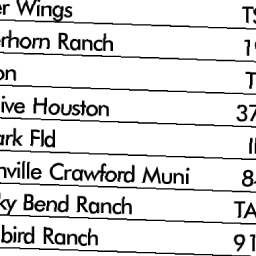 er Wings TS
erhorn Ranch 19
on T
ive Houston 37
ark Fld
nville Crawford Muni 8
ky Bend Ranch TA
bird Ranch 91